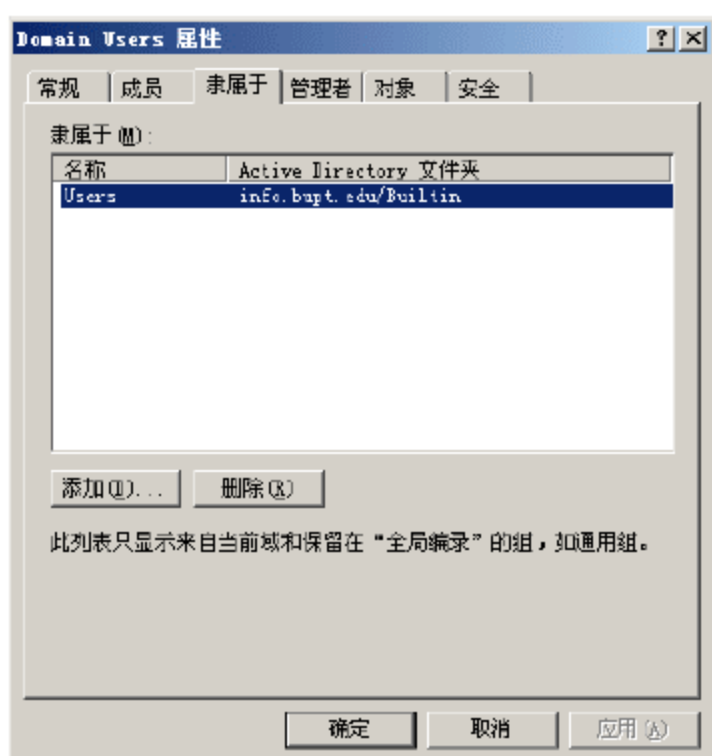 Domain Users 属性
常规 成员 隶属于 管理者 对象 安全
隶属于(M):
名称 Active Directory 文件夹
Users info.bupt.edu/Builtin
添加(D)... 删除(R)
此列表只显示来自当前域和保留在“全局编录”的组，如通用组。
确定 取消 应用(A)